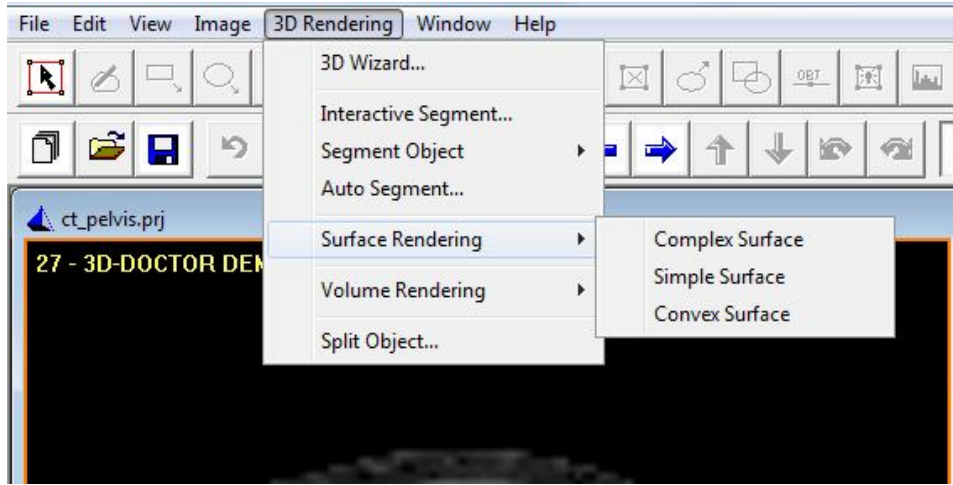 File Edit View Image 3D Rendering Window Help
3D Wizard...
Interactive Segment...
Segment Object
Auto Segment...
Surface Rendering
Volume Rendering
Split Object...
Complex Surface
Simple Surface
Convex Surface
OBJ
ct_pelvis.prj
27 - 3D-DOCTOR